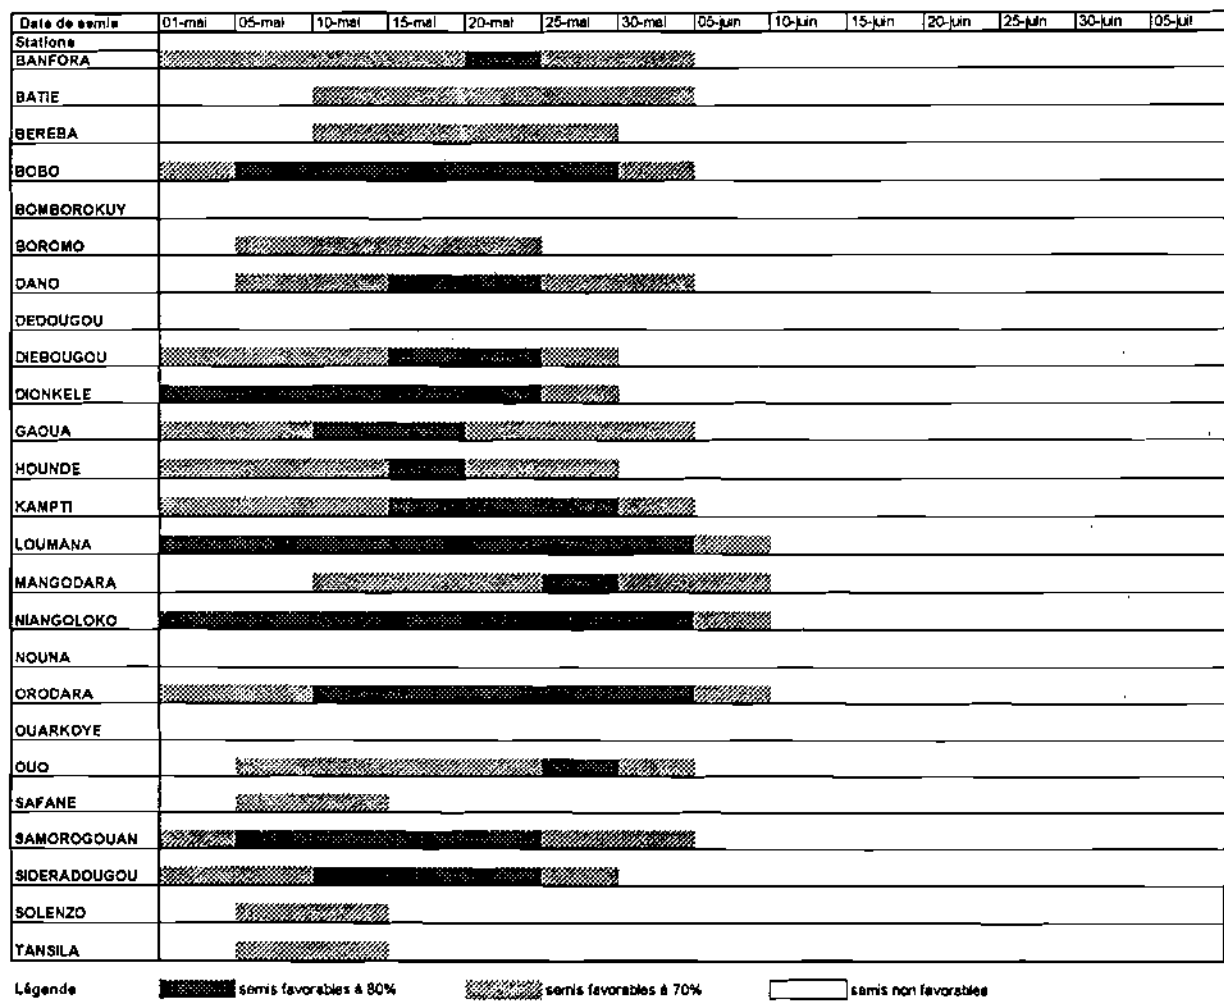 Date de semis 01-mai 05-mai 10-mai 15-mai 20-mai 25-mai 30-mai 05-juin 10-juin 15-juin 20-juin 25-juin 30-juin 05-juil
Stations
BANFORA
BATIE
BEREBA
BOBO
BOMBOROKUY
BOROMO
DANO
DEDOUGOU
DIEBOUGOU
DIONKELE
GAOUA
HOUNDE
KAMPTI
LOUMANA
MANGODARA
NIANGOLOKO
NOUNA
ORODARA
OUARKOYE
OUO
SAFANE
SAMOROGOUAN
SIDERADOUGOU
SOLENZO
TANSILA
Légende semis favorables à 80% semis favorables à 70% semis non favorables